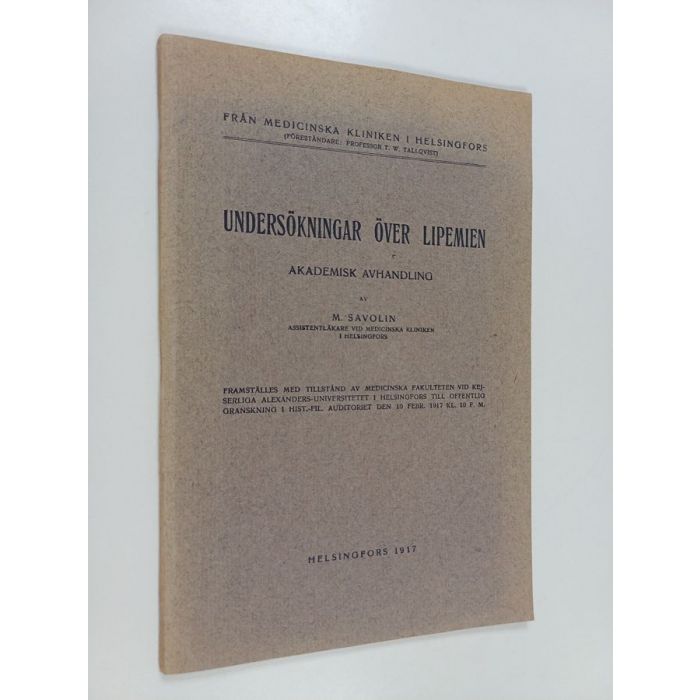 FRÅN MEDICINSKA KLINIKEN I HELSINGFORS
(FÖRESTÅNDARE: PROFESSOR T. W. TALLQVIST)
UNDERSÖKNINGAR ÖVER LIPEMIEN
AKADEMISK AVHANDLING
AV
M. SAVOLIN
ASSISTENTLÄKARE VID MEDICINSKA KLINIKEN
I HELSINGFORS
FRAMSTÄLLES MED TILLSTÅND AV MEDICINSKA FAKULTETEN VID KEJ-
SERLIGA ALEXANDERS-UNIVERSITETET I HELSINGFORS TILL OFFENTLIG
GRANSKNING I HIST.-FIL. AUDITORIET DEN 10 FEBR. 1917 KL. 10 F. M.
HELSINGFORS 1917